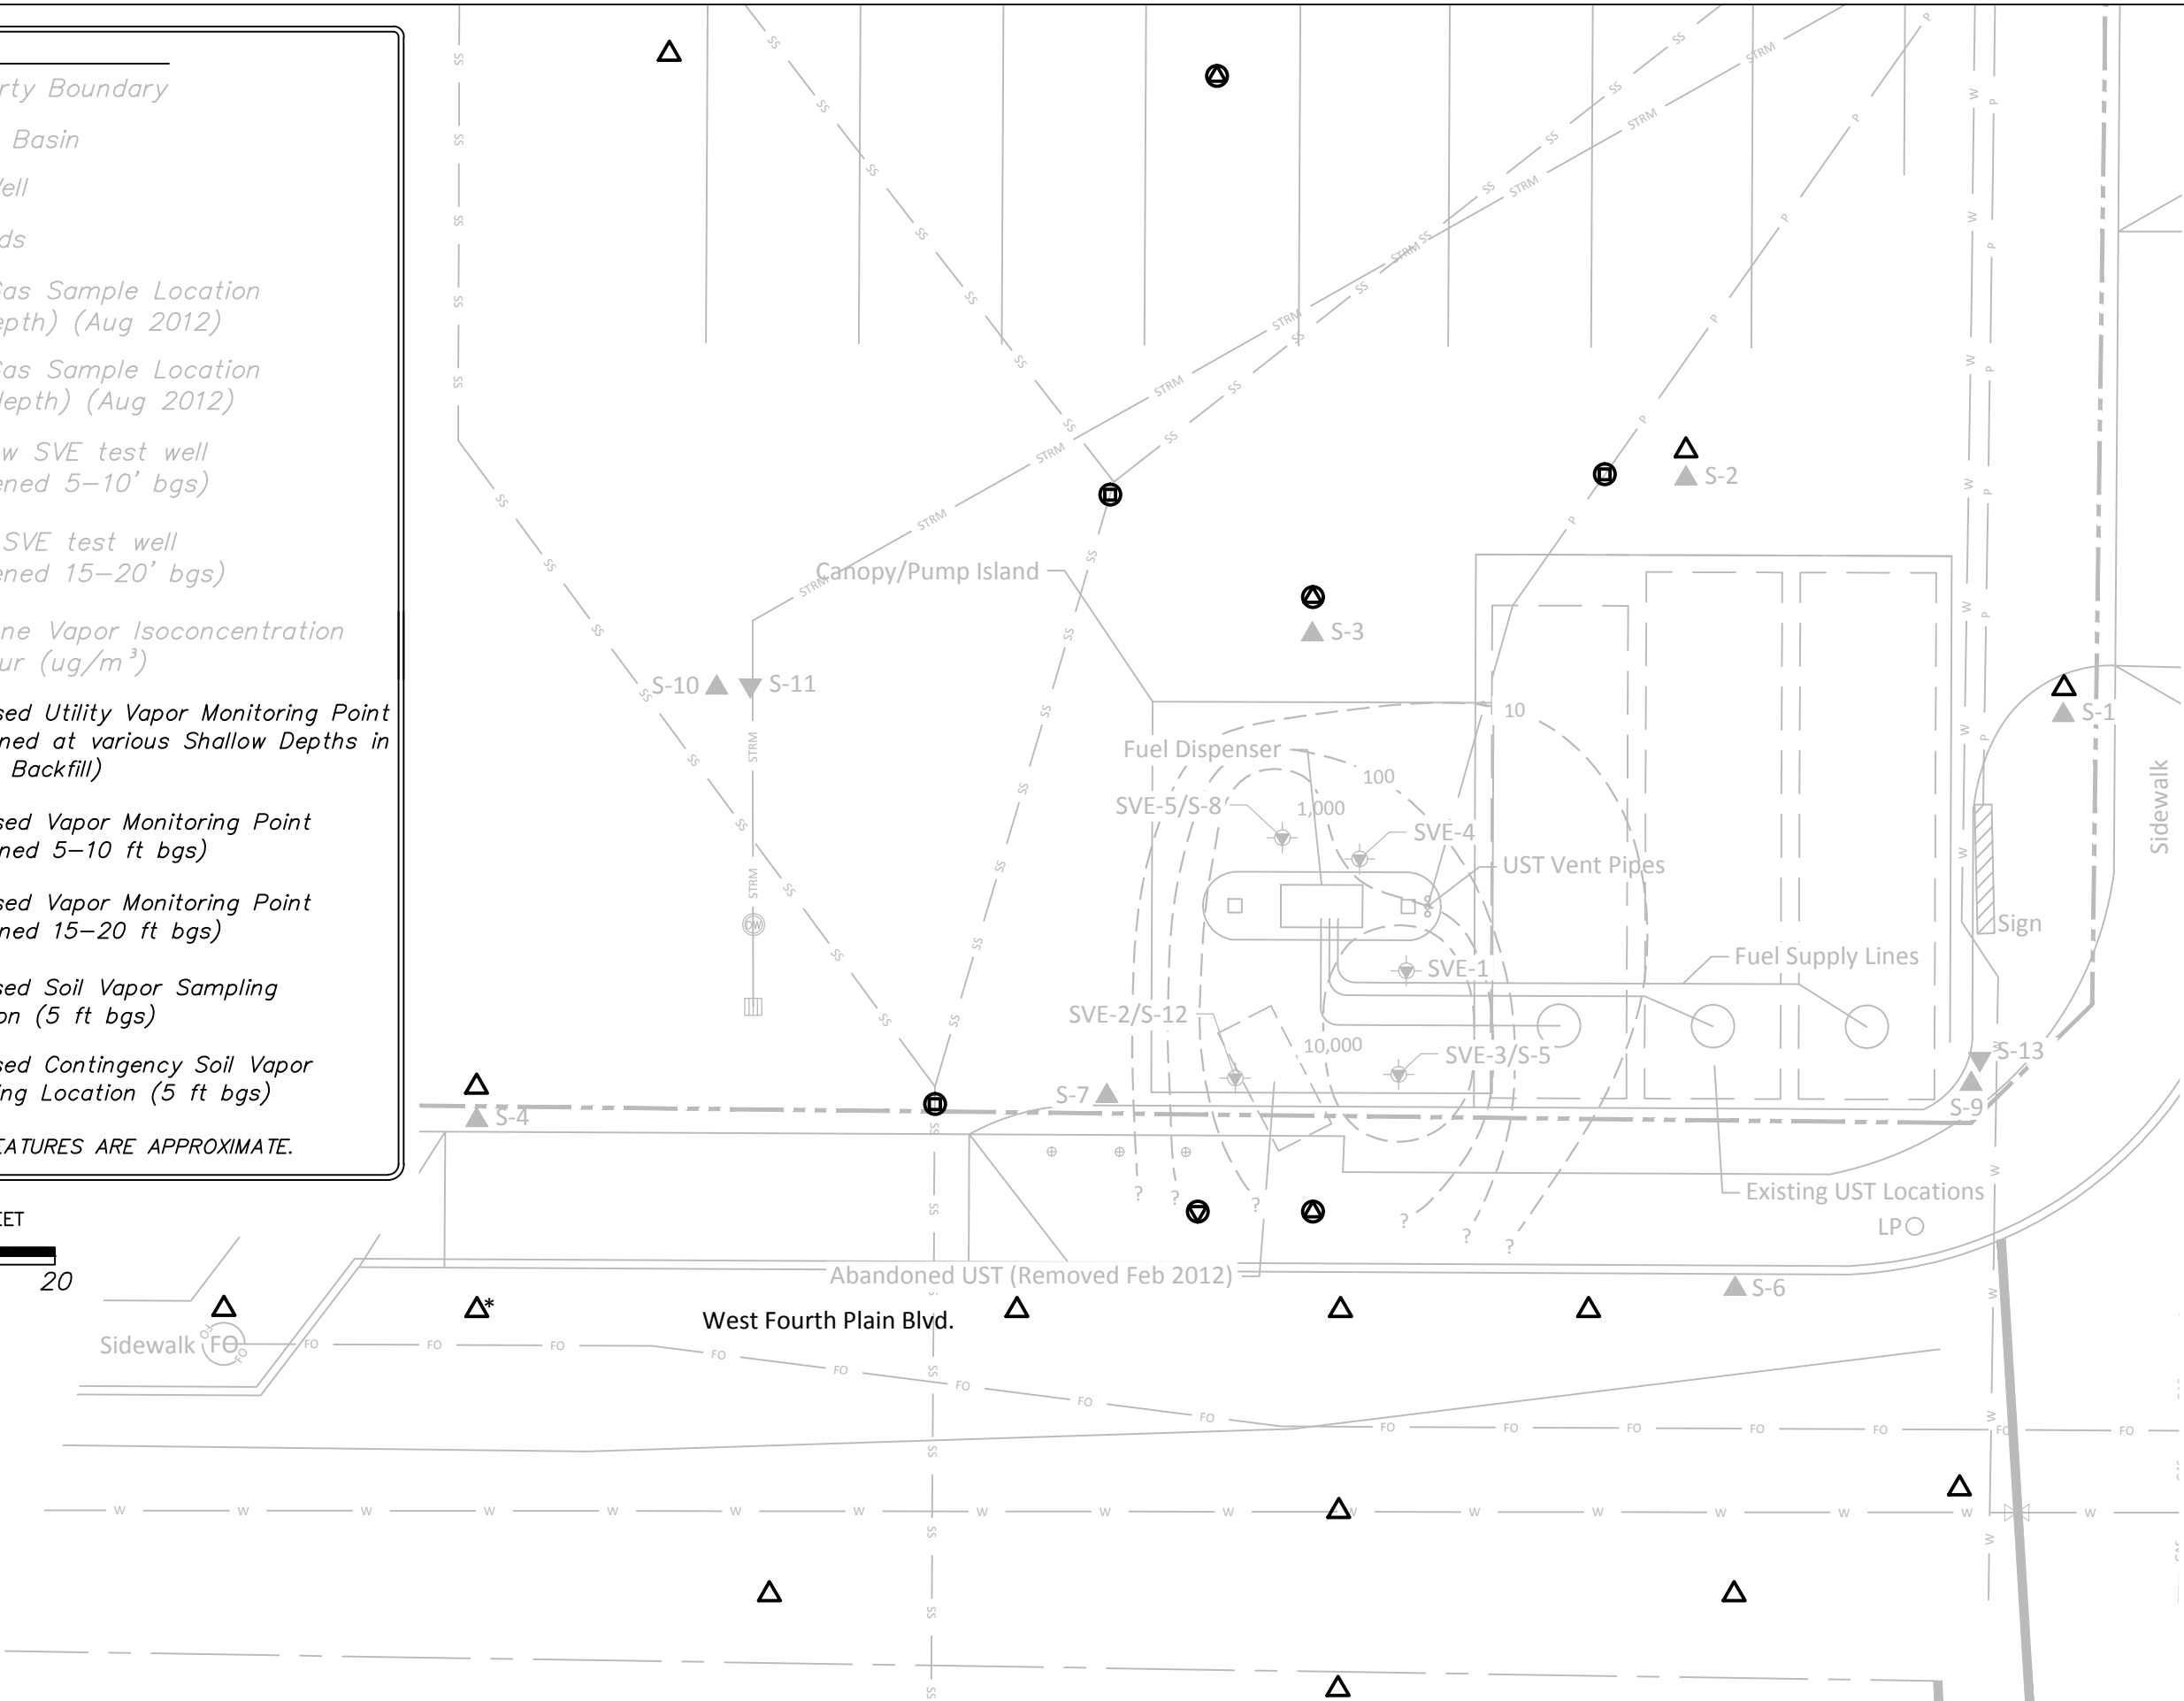 rty Boundary
Basin
ell
ds
Gas Sample Location
epth) (Aug 2012)
Gas Sample Location
depth) (Aug 2012)
w SVE test well
ened 5–10' bgs)
SVE test well
ened 15–20' bgs)
ne Vapor Isoconcentration
ur (ug/m³)
sed Utility Vapor Monitoring Point
ned at various Shallow Depths in
Backfill)
sed Vapor Monitoring Point
ned 5–10 ft bgs)
sed Vapor Monitoring Point
ned 15–20 ft bgs)
sed Soil Vapor Sampling
on (5 ft bgs)
sed Contingency Soil Vapor
ing Location (5 ft bgs)
EATURES ARE APPROXIMATE.
EET
20
S-2
Canopy/Pump Island
S-3
S-10
S-11
S-1
10
Fuel Dispenser
100
1,000
SVE-5/S-8
SVE-4
Sidewalk
UST Vent Pipes
Sign
Fuel Supply Lines
DW
SVE-1
SVE-2/S-12
10,000
SVE-3/S-5
S-13
S-7
S-9
S-4
? ? ? ? ? ?
Existing UST Locations
LP
Abandoned UST (Removed Feb 2012)
S-6
*
West Fourth Plain Blvd.
Sidewalk
FO
SS
STRM
P
W
FO